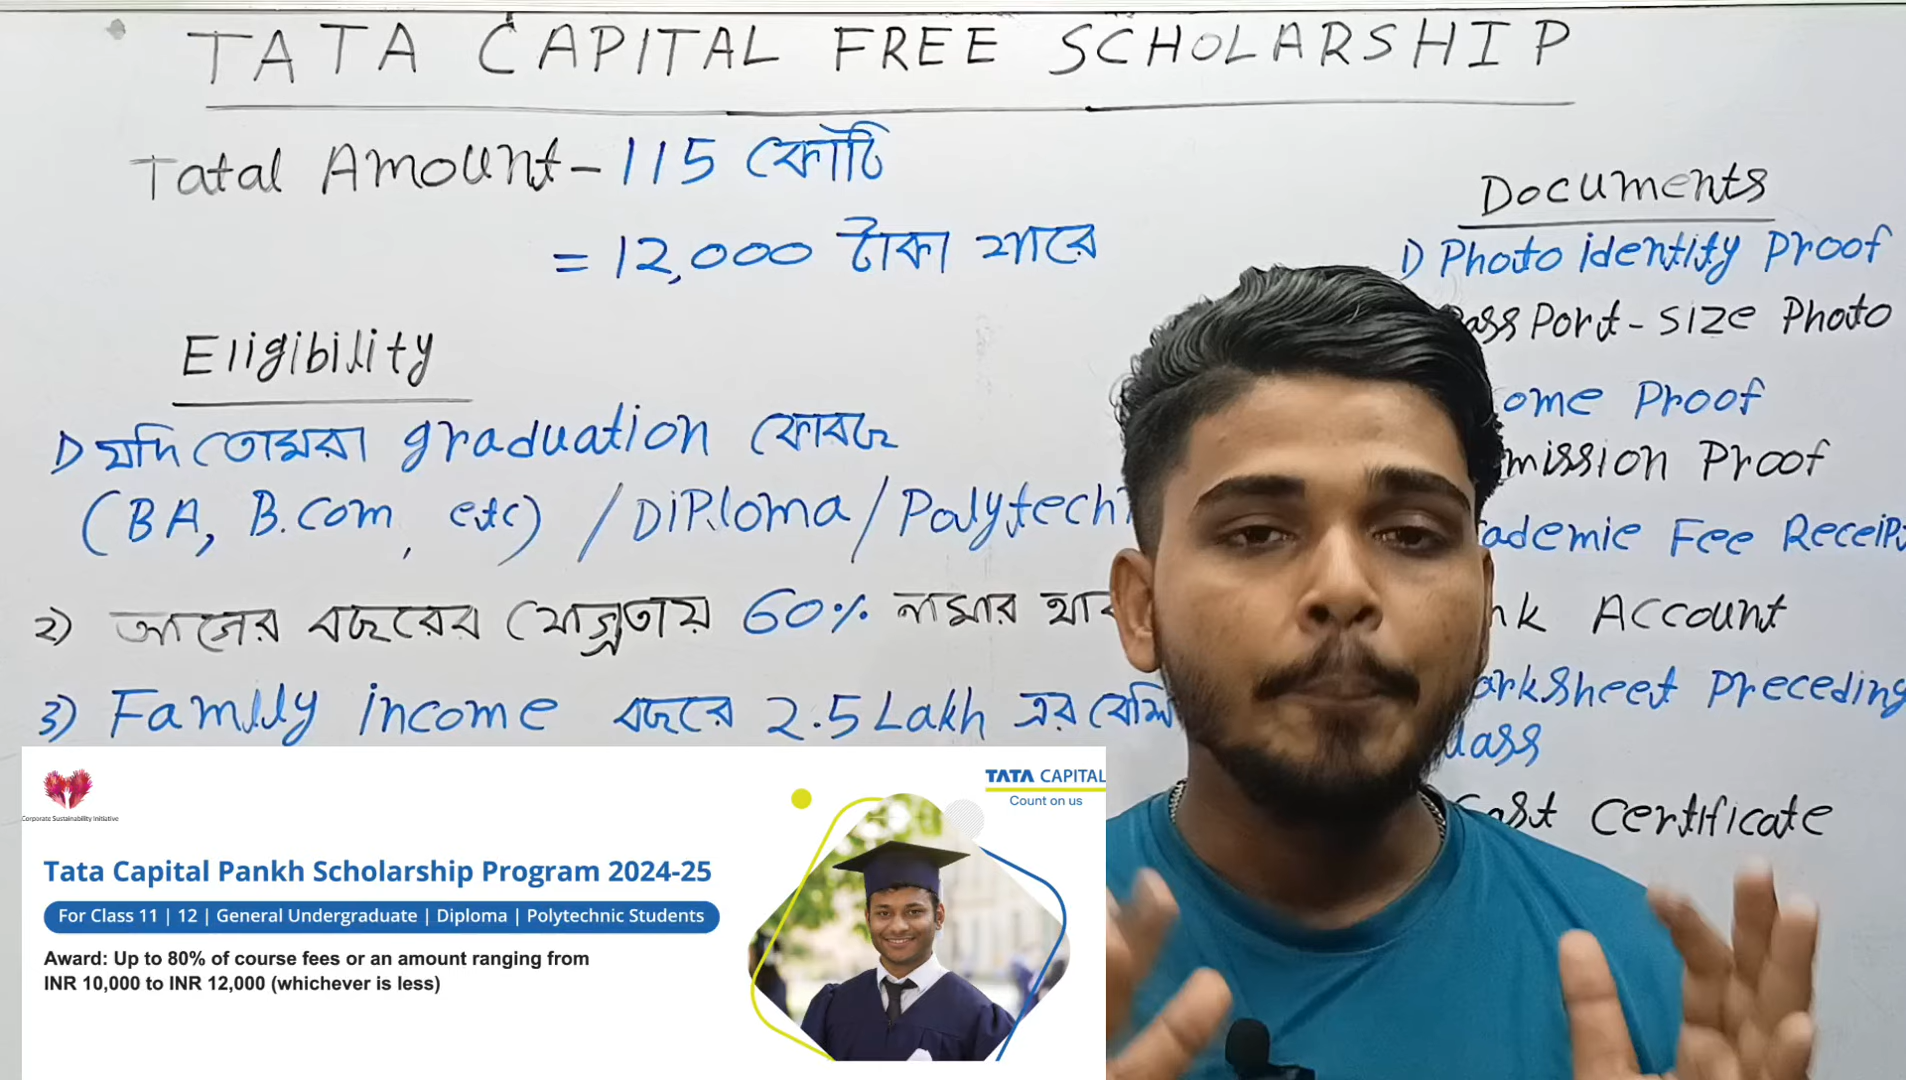 TATA CAPITAL FREE SCHOLARSHIP
Tatal Amount - 115 কোটি
= 12,000 টাকা পাবে
Eligibility
1) যদি তোমরা graduation কোরছ
(BA, B.Com, etc) / Diploma / Polytech
2) আগের বছরের যোগ্যতায় 60% নাম্বার থা
3) Family income বছরে 2.5 Lakh এর বেশি
Documents
1) Photo identity Proof
Pass Port-size Photo
ome Proof
mission Proof
ademic Fee Receipt
nk Account
arksheet Preceding
lass
Cast Certificate
Corporate Sustainability Initiative
TATA CAPITAL
Count on us
Tata Capital Pankh Scholarship Program 2024-25
For Class 11 | 12 | General Undergraduate | Diploma | Polytechnic Students
Award: Up to 80% of course fees or an amount ranging from
INR 10,000 to INR 12,000 (whichever is less)